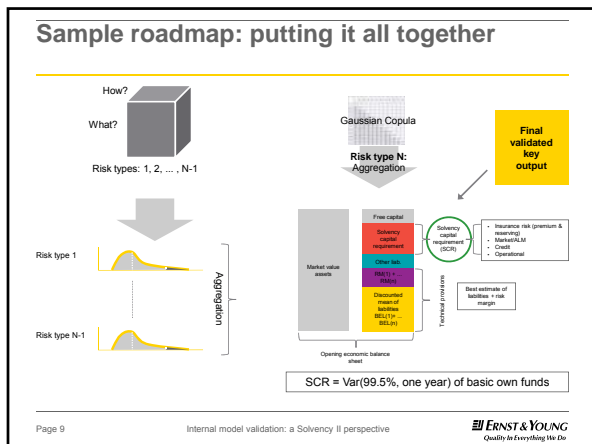 Sample roadmap: putting it all together
How?
What?
Risk types: 1, 2, ... , N-1
Risk type 1
Risk type N-1
Aggregation
Gaussian Copula
Risk type N:
Aggregation
Final
validated
key
output
Market value
assets
Free capital
Solvency
capital
requirement
Other liab.
RM(1) + ...
RM(n)
Discounted
mean of
liabilities
BEL(1)+ ...
BEL(n)
Technical provisions
Solvency
capital
requirement
(SCR)
• Insurance risk (premium &
reserving)
• Market/ALM
• Credit
• Operational
Best estimate of
liabilities + risk
margin
Opening economic balance
sheet
SCR = Var(99.5%, one year) of basic own funds
Page 9
Internal model validation: a Solvency II perspective
ERNST & YOUNG
Quality In Everything We Do